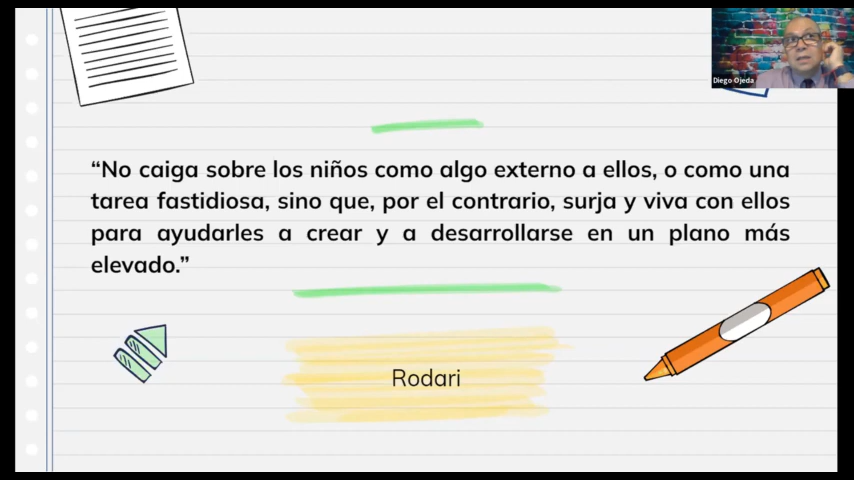 Diego Ojeda
“No caiga sobre los niños como algo externo a ellos, o como una
tarea fastidiosa, sino que, por el contrario, surja y viva con ellos
para ayudarles a crear y a desarrollarse en un plano más
elevado.”
Rodari